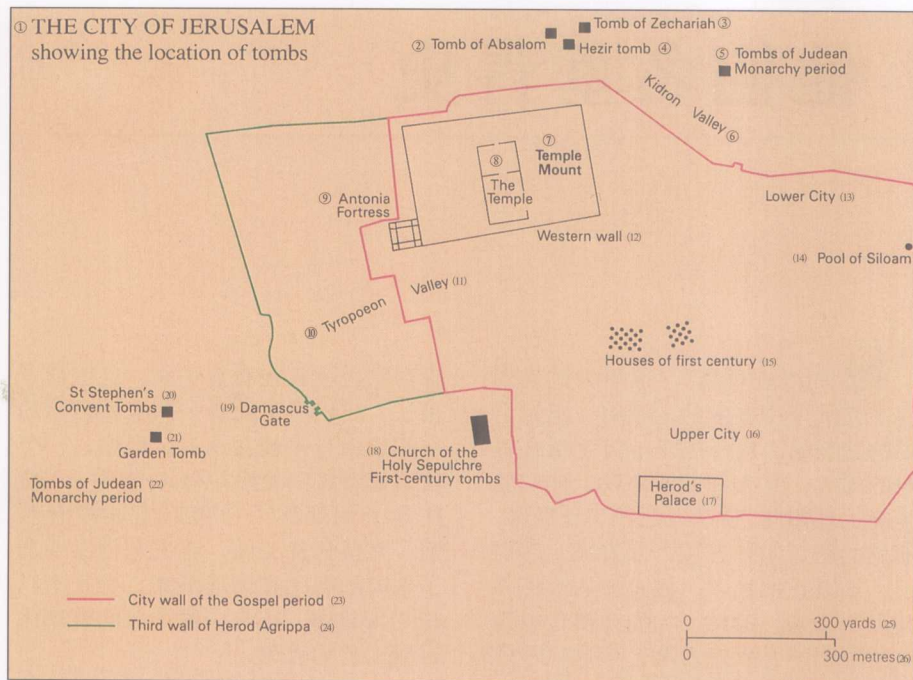 ① THE CITY OF JERUSALEM
showing the location of tombs
② Tomb of Absalom
Tomb of Zechariah ③
Hezir tomb ④
⑤ Tombs of Judean
Monarchy period
Kidron Valley ⑥
⑦
Temple
Mount
⑧
The
Temple
⑨ Antonia
Fortress
⑩ Tyropoeon Valley (11)
Western wall (12)
Lower City (13)
(14) Pool of Siloam
Houses of first century (15)
Upper City (16)
Herod's
Palace (17)
(18) Church of the
Holy Sepulchre
First-century tombs
(19) Damascus
Gate
St Stephen's (20)
Convent Tombs
(21)
Garden Tomb
Tombs of Judean (22)
Monarchy period
City wall of the Gospel period (23)
Third wall of Herod Agrippa (24)
0 300 yards (25)
0 300 metres (26)